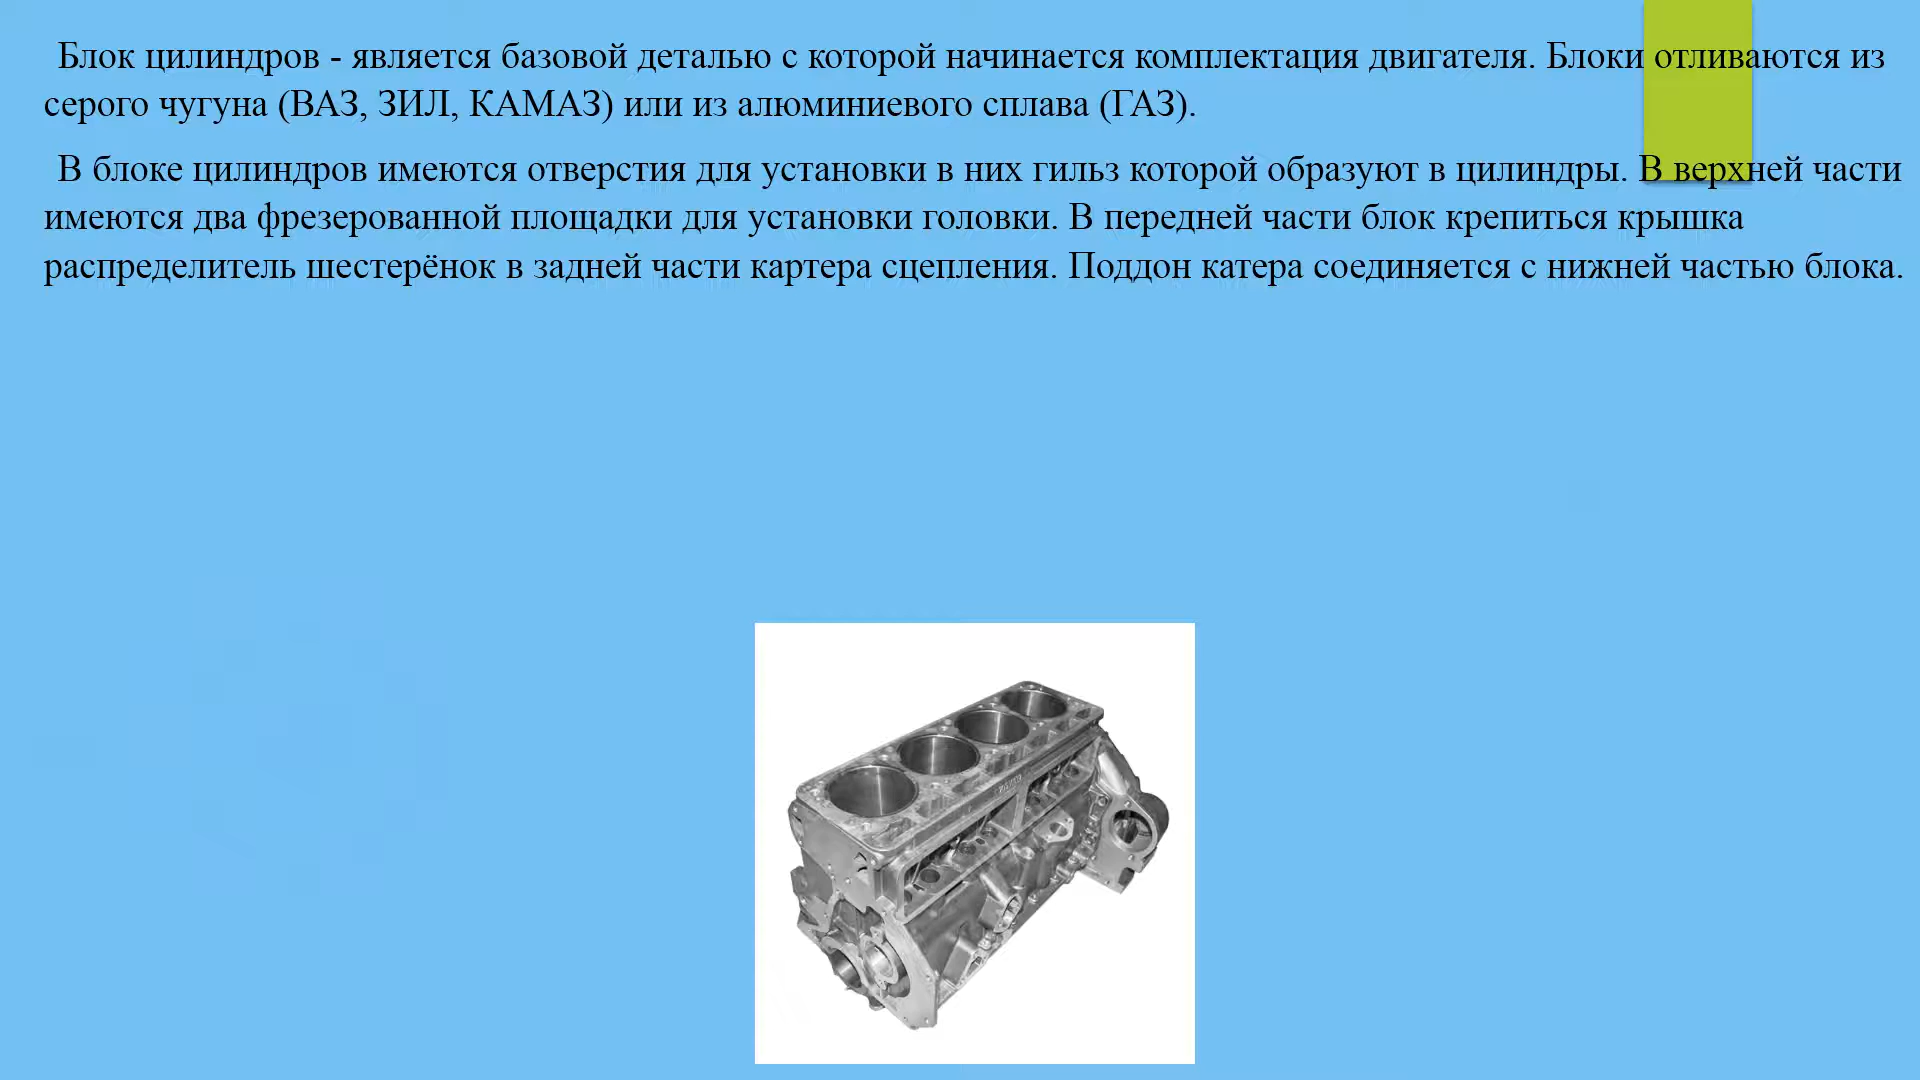 Блок цилиндров - является базовой деталью с которой начинается комплектация двигателя. Блоки отливаются из
серого чугуна (ВАЗ, ЗИЛ, КАМАЗ) или из алюминиевого сплава (ГАЗ).
В блоке цилиндров имеются отверстия для установки в них гильз которой образуют в цилиндры. В верхней части
имеются два фрезерованной площадки для установки головки. В передней части блок крепиться крышка
распределитель шестерёнок в задней части картера сцепления. Поддон катера соединяется с нижней частью блока.